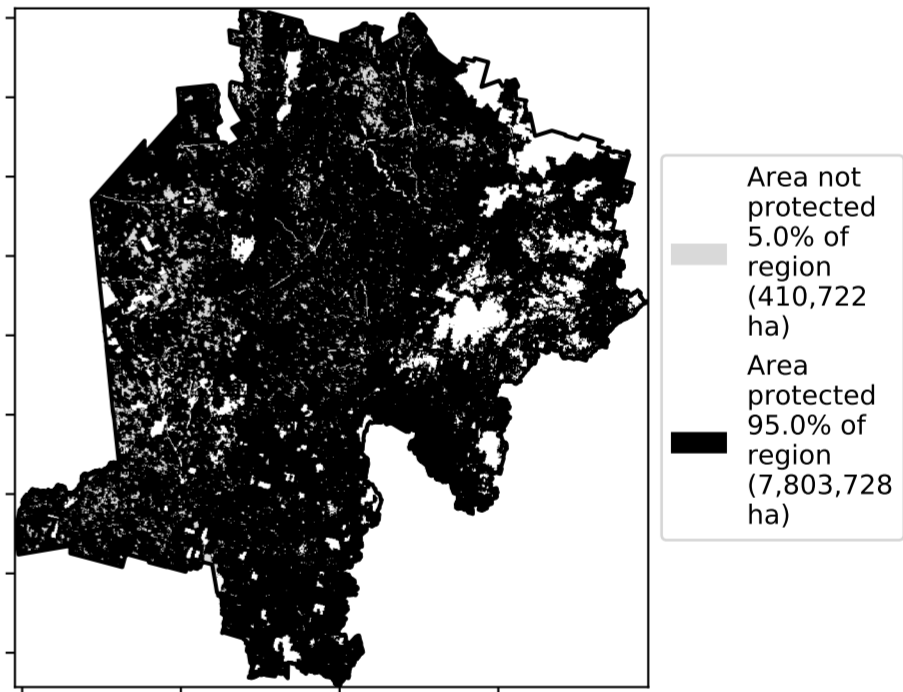 Area not
protected
5.0% of
region
(410,722
ha)
Area
protected
95.0% of
region
(7,803,728
ha)